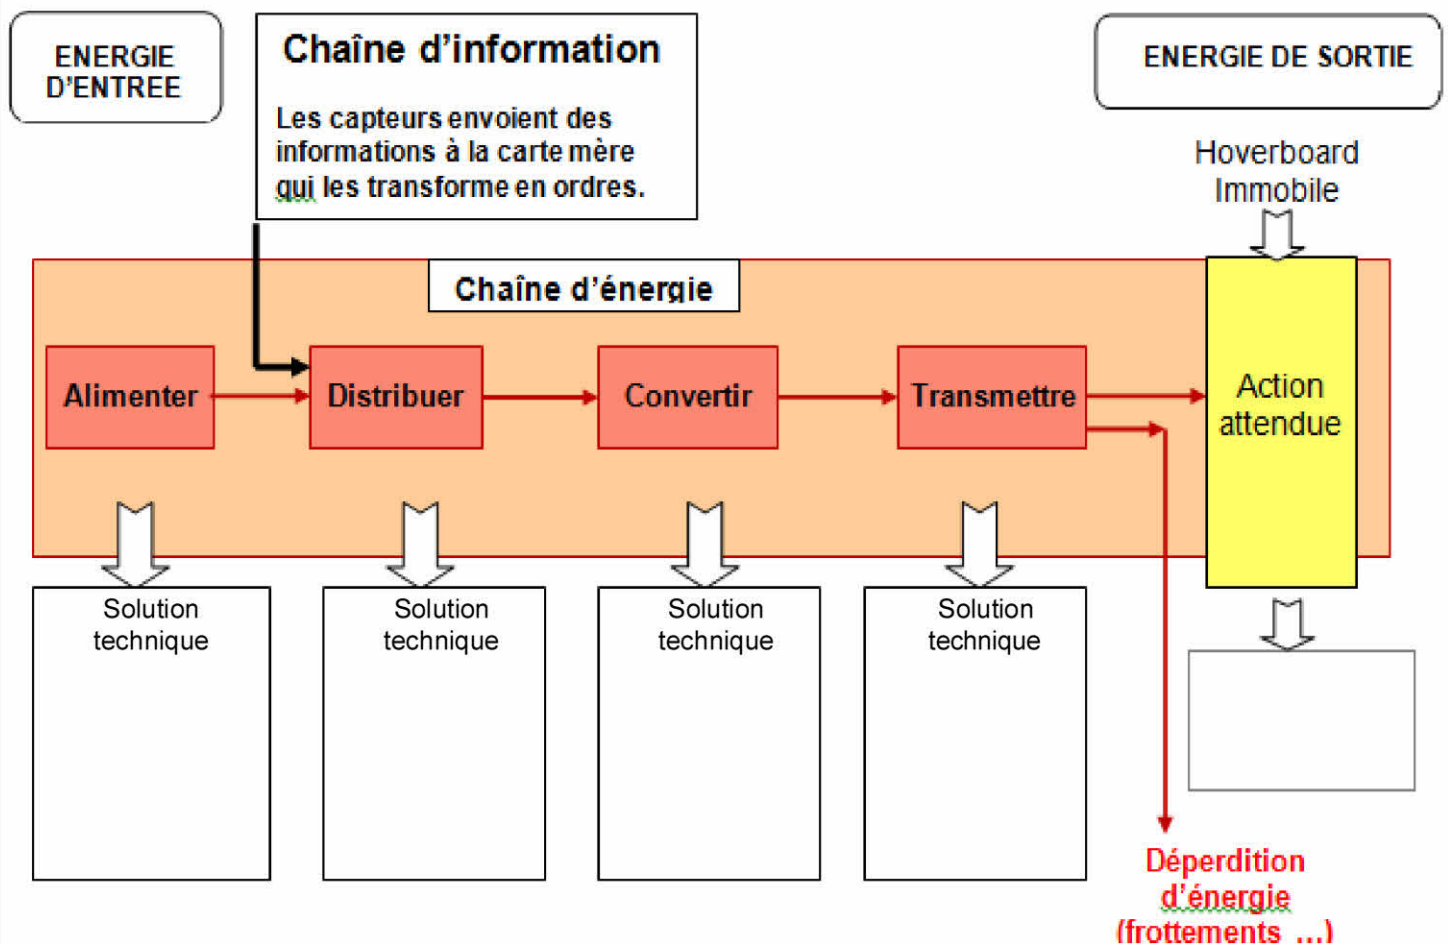 ENERGIE
D'ENTREE
Chaîne d'information
Les capteurs envoient des
informations à la carte mère
qui les transforme en ordres.
ENERGIE DE SORTIE
Hoverboard
Immobile
Chaîne d'énergie
Alimenter
Distribuer
Convertir
Transmettre
Action
attendue
Solution
technique
Solution
technique
Solution
technique
Solution
technique
Déperdition
d'énergie
(frottements ...)